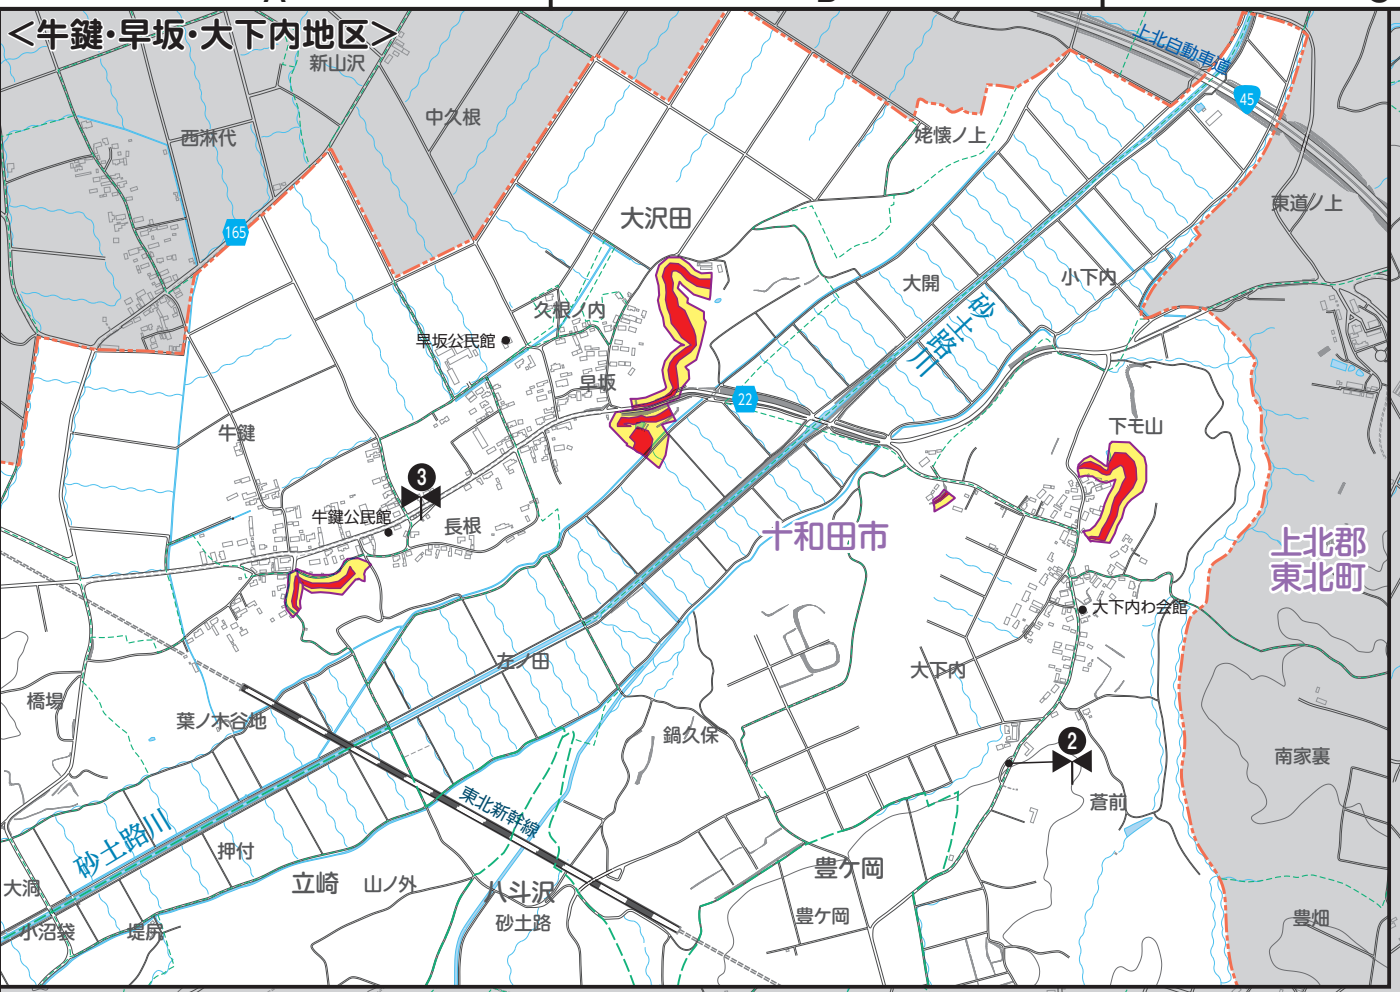 B
<牛鍵・早坂・大下内地区>
新山沢
中久根
西淋代
165
上北自動車道
45
姥懐ノ上
東道ノ上
大沢田
大開
小下内
砂土路川
久根ノ内
早坂公民館
早坂
22
下モ山
牛鍵
3
牛鍵公民館
長根
十和田市
上北郡
東北町
大下内わ会館
左ノ田
大下内
橋場
葉ノ木谷地
鍋久保
2
南家裏
蒼前
東北新幹線
砂土路川
押付
立崎
山ノ外
八斗沢
砂土路
豊ケ岡
豊ケ岡
大洞
小沼袋
堤尻
豊畑